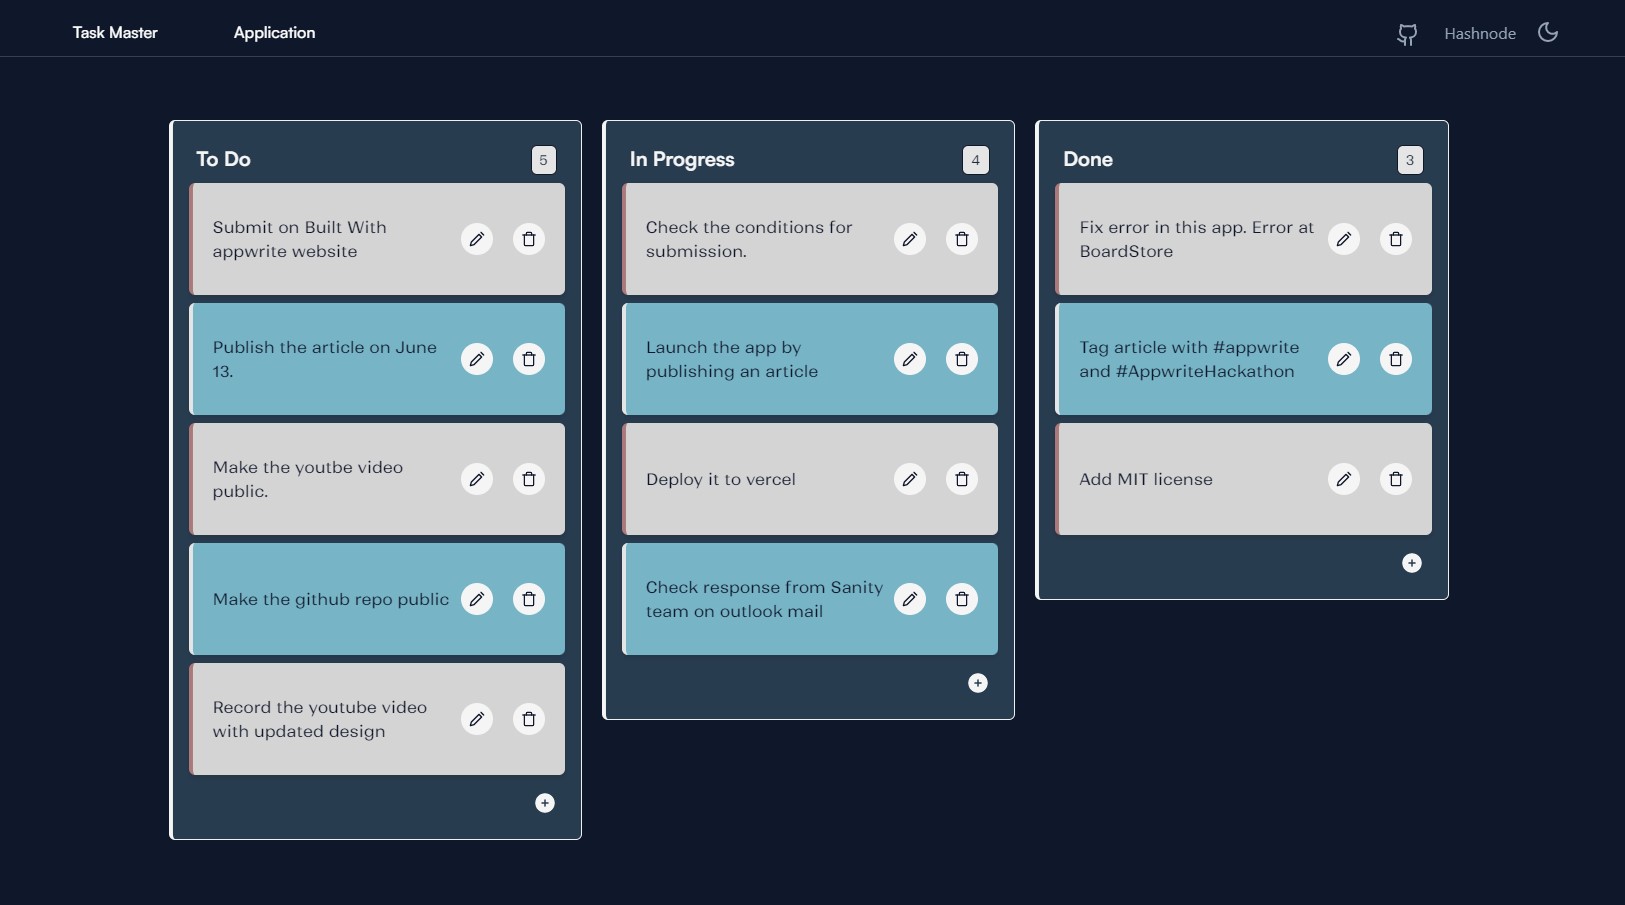 Task Master
Application
Hashnode
To Do
5
Submit on Built With
appwrite website
Publish the article on June
13.
Make the youtbe video
public.
Make the github repo public
Record the youtube video
with updated design
In Progress
4
Check the conditions for
submission.
Launch the app by
publishing an article
Deploy it to vercel
Check response from Sanity
team on outlook mail
Done
3
Fix error in this app. Error at
BoardStore
Tag article with #appwrite
and #AppwriteHackathon
Add MIT license